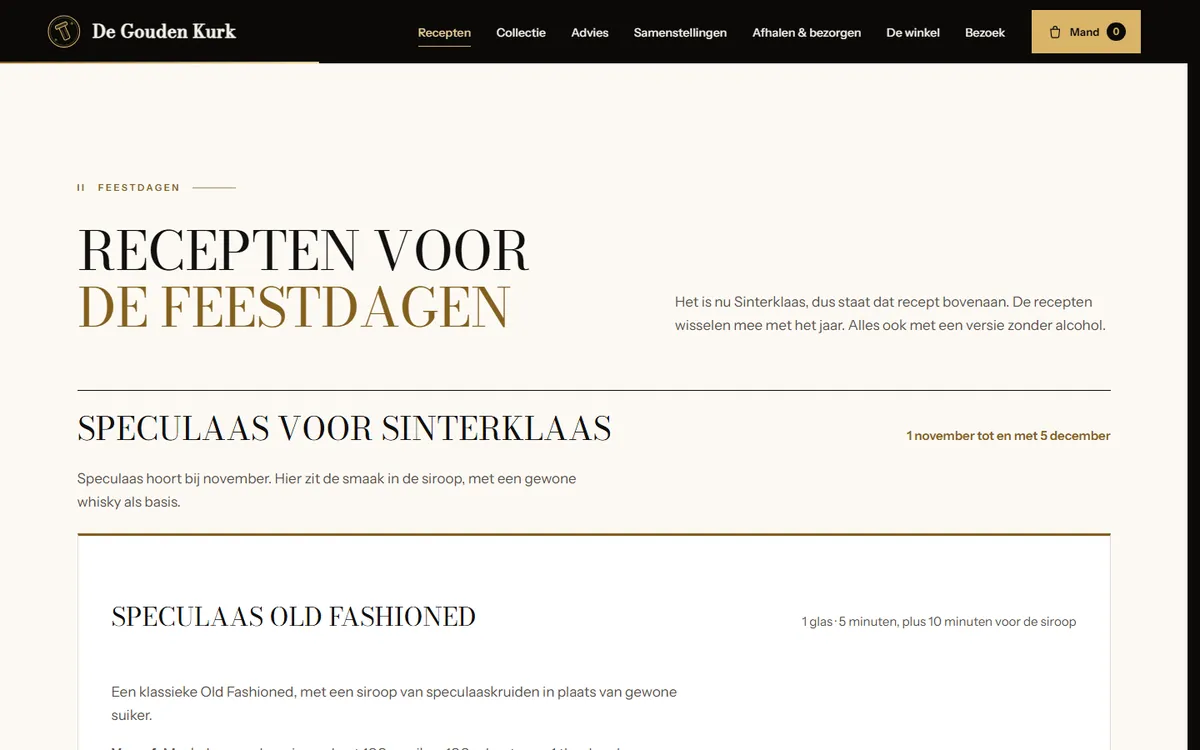 De Gouden Kurk
Recepten Collectie Advies Samenstellingen Afhalen & bezorgen De winkel Bezoek Mand 0
II FEESTDAGEN
RECEPTEN VOOR
DE FEESTDAGEN
Het is nu Sinterklaas, dus staat dat recept bovenaan. De recepten
wisselen mee met het jaar. Alles ook met een versie zonder alcohol.
SPECULAAS VOOR SINTERKLAAS
1 november tot en met 5 december
Speculaas hoort bij november. Hier zit de smaak in de siroop, met een gewone
whisky als basis.
SPECULAAS OLD FASHIONED
1 glas · 5 minuten, plus 10 minuten voor de siroop
Een klassieke Old Fashioned, met een siroop van speculaaskruiden in plaats van gewone
suiker.